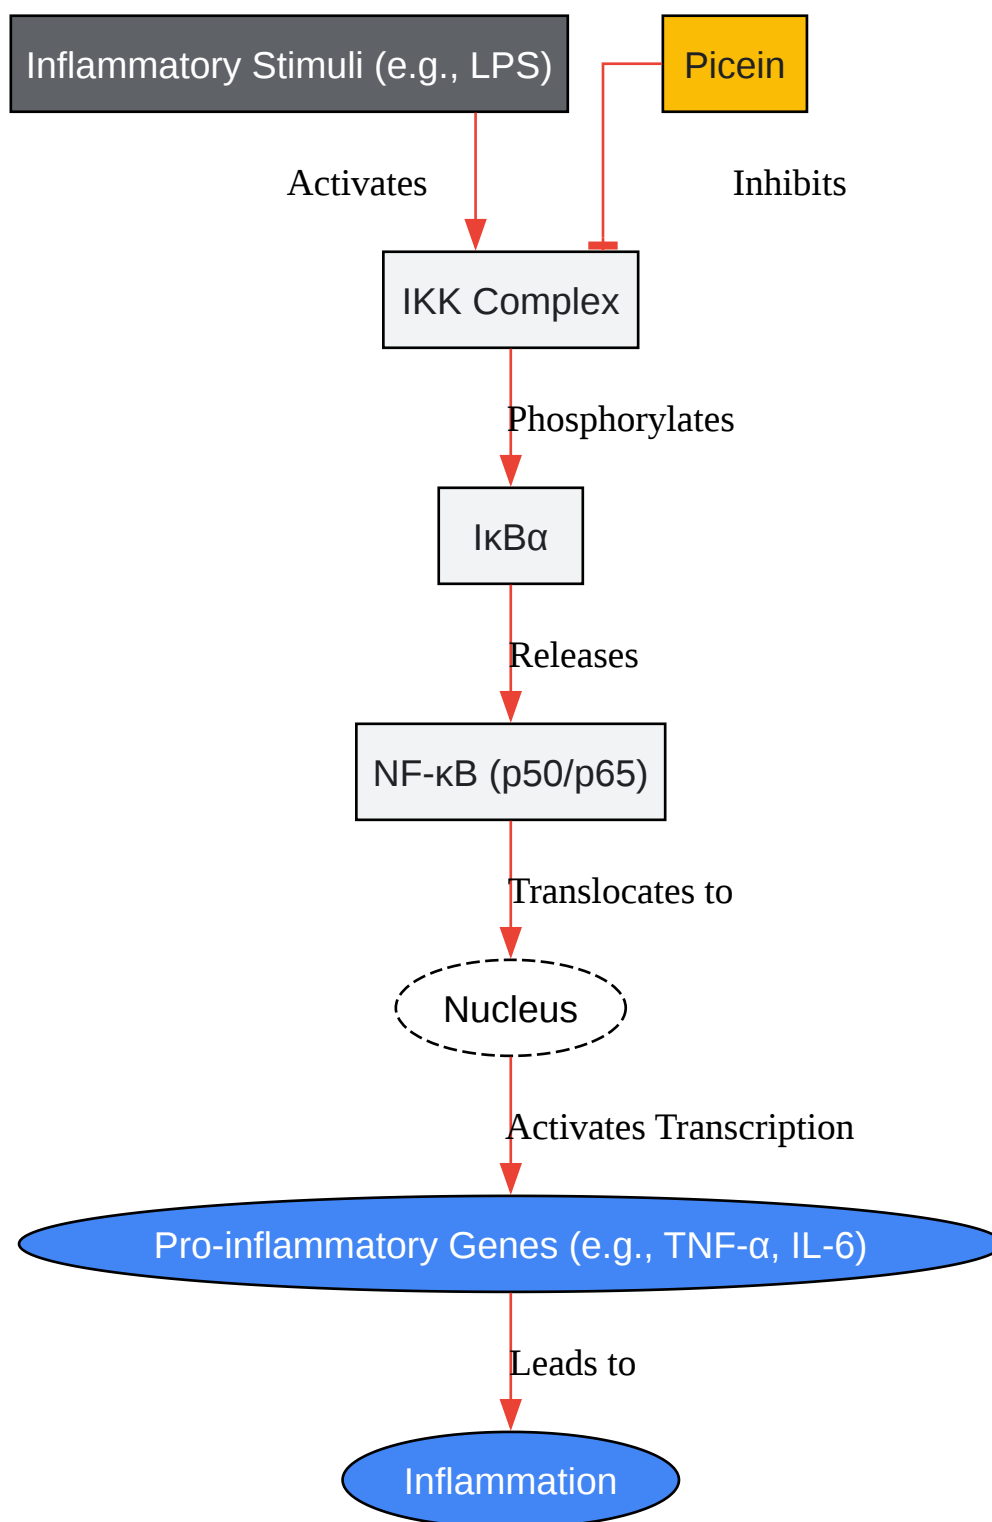 Inflammatory Stimuli (e.g., LPS)
Picein
Activates
Inhibits
IKK Complex
Phosphorylates
IκBα
Releases
NF-κB (p50/p65)
Translocates to
Nucleus
Activates Transcription
Pro-inflammatory Genes (e.g., TNF-α, IL-6)
Leads to
Inflammation